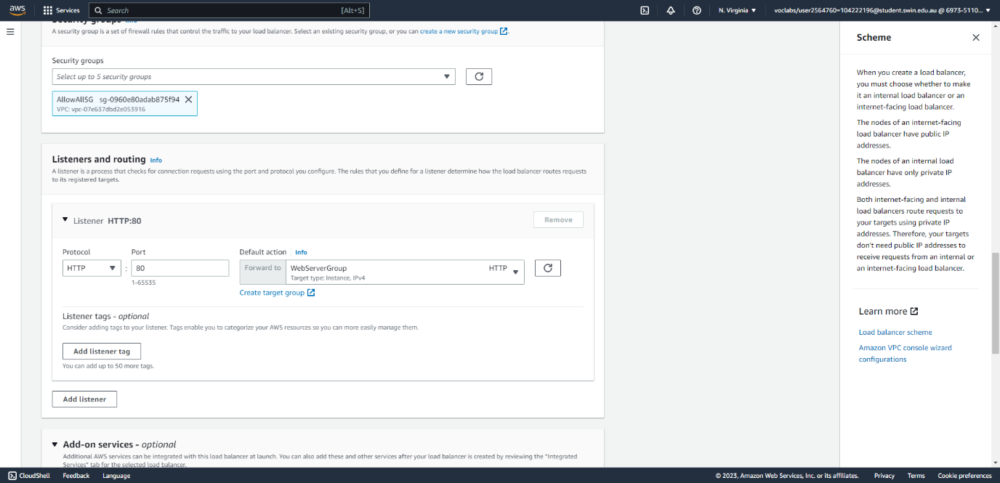 aws
Services
Search
[Alt+S]
N. Virginia
voclabs/user2564760=104222196@student.swin.edu.au @ 6973-5110...
Security groups Info
A security group is a set of firewall rules that control the traffic to your load balancer. Select an existing security group, or you can create a new security group.
Security groups
Select up to 5 security groups
AllowAllSG sg-0960e80adab875f94
VPC: vpc-07e637dbd2e053916
Listeners and routing Info
A listener is a process that checks for connection requests using the port and protocol you configure. The rules that you define for a listener determine how the load balancer routes requests
to its registered targets.
Listener HTTP:80
Remove
Protocol
Port
Default action Info
HTTP
:
80
1-65535
Forward to
WebServerGroup
HTTP
Target type: Instance, IPv4
Create target group
Listener tags - optional
Consider adding tags to your listener. Tags enable you to categorize your AWS resources so you can more easily manage them.
Add listener tag
You can add up to 50 more tags.
Add listener
Add-on services - optional
Additional AWS services can be integrated with this load balancer at launch. You can also add these and other services after your load balancer is created by reviewing the "Integrated
Services" tab for the selected load balancer.
Scheme
When you create a load balancer,
you must choose whether to make
it an internal load balancer or an
internet-facing load balancer.
The nodes of an internet-facing
load balancer have public IP
addresses.
The nodes of an internal load
balancer have only private IP
addresses.
Both internet-facing and internal
load balancers route requests to
your targets using private IP
addresses. Therefore, your targets
don't need public IP addresses to
receive requests from an internal or
an internet-facing load balancer.
Learn more
Load balancer scheme
Amazon VPC console wizard
configurations
CloudShell
Feedback
Language
© 2023, Amazon Web Services, Inc. or its affiliates.
Privacy
Terms
Cookie preferences